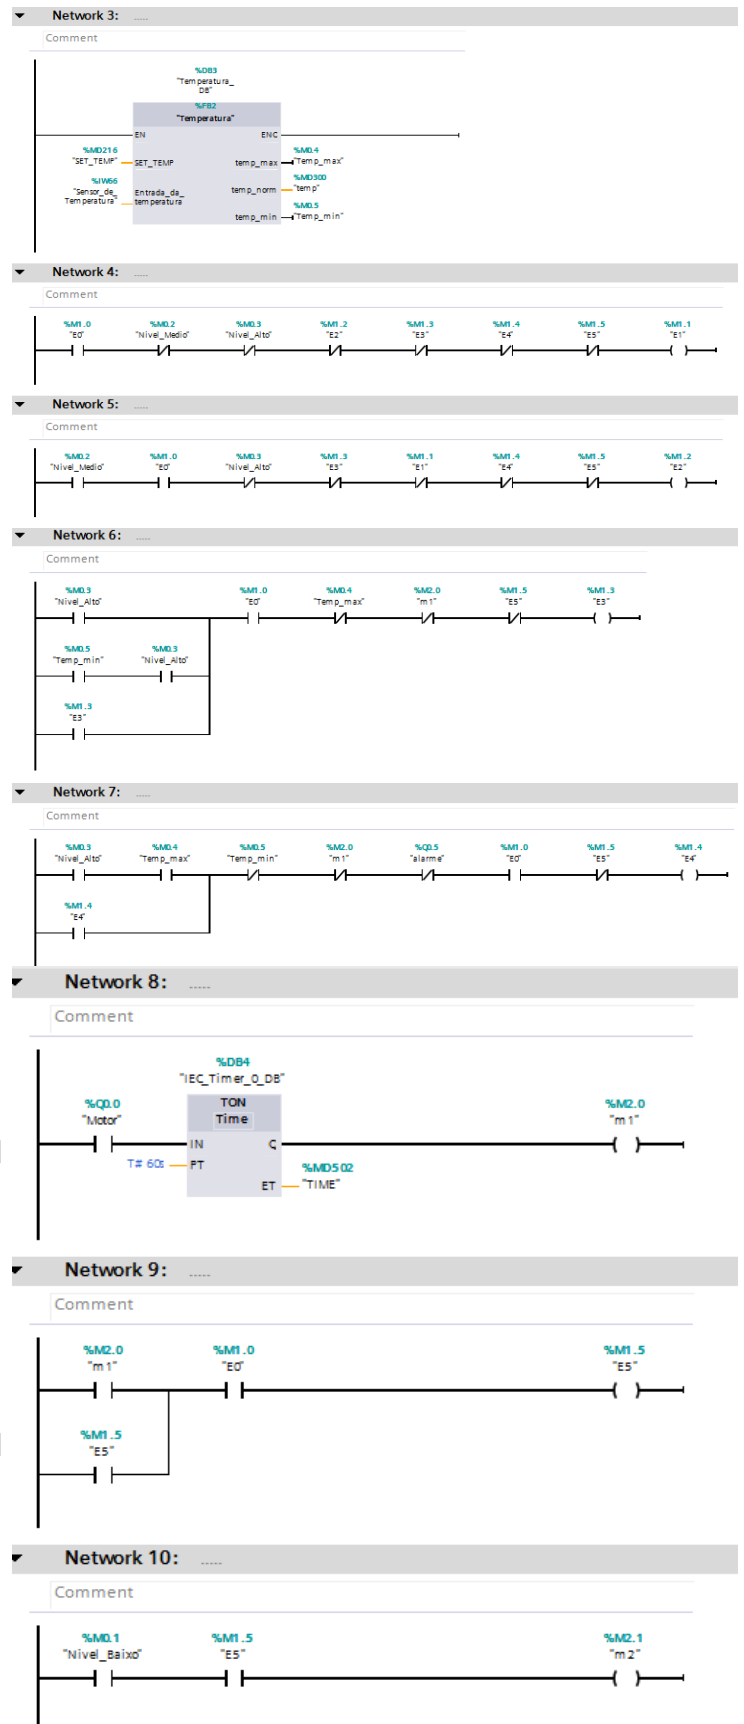 Network 3: .....
Comment
%DB3
"Temperatura_
DB"
%FB2
"Temperatura"
EN ENC
%MD216
"SET_TEMP" SET_TEMP
%M0.4
temp_max "Temp_max"
%IW66
"Sensor_de_
Temperatura" Entrada_da_
temperatura
%MD300
temp_norm "temp"
%M0.5
temp_min "Temp_min"
Network 4: .....
Comment
%M1.0 %M0.2 %M0.3 %M1.2 %M1.3 %M1.4 %M1.5 %M1.1
"E0" "Nivel_Medio" "Nivel_Alto" "E2" "E3" "E4" "E5" "E1"
Network 5: .....
Comment
%M0.2 %M1.0 %M0.3 %M1.3 %M1.1 %M1.4 %M1.5 %M1.2
"Nivel_Medio" "E0" "Nivel_Alto" "E3" "E1" "E4" "E5" "E2"
Network 6: .....
Comment
%M0.3 %M1.0 %M0.4 %M2.0 %M1.5 %M1.3
"Nivel_Alto" "E0" "Temp_max" "m1" "E5" "E3"
%M0.5 %M0.3
"Temp_min" "Nivel_Alto"
%M1.3
"E3"
Network 7: .....
Comment
%M0.3 %M0.4 %M0.5 %M2.0 %Q0.5 %M1.0 %M1.5 %M1.4
"Nivel_Alto" "Temp_max" "Temp_min" "m1" "alarme" "E0" "E5" "E4"
%M1.4
"E4"
Network 8: .....
Comment
%DB4
"IEC_Timer_0_DB"
%Q0.0 TON %M2.0
"Motor" Time "m1"
IN Q
T# 60s PT
%MD502
ET "TIME"
Network 9: .....
Comment
%M2.0 %M1.0 %M1.5
"m1" "E0" "E5"
%M1.5
"E5"
Network 10: .....
Comment
%M0.1 %M1.5 %M2.1
"Nivel_Baixo" "E5" "m2"